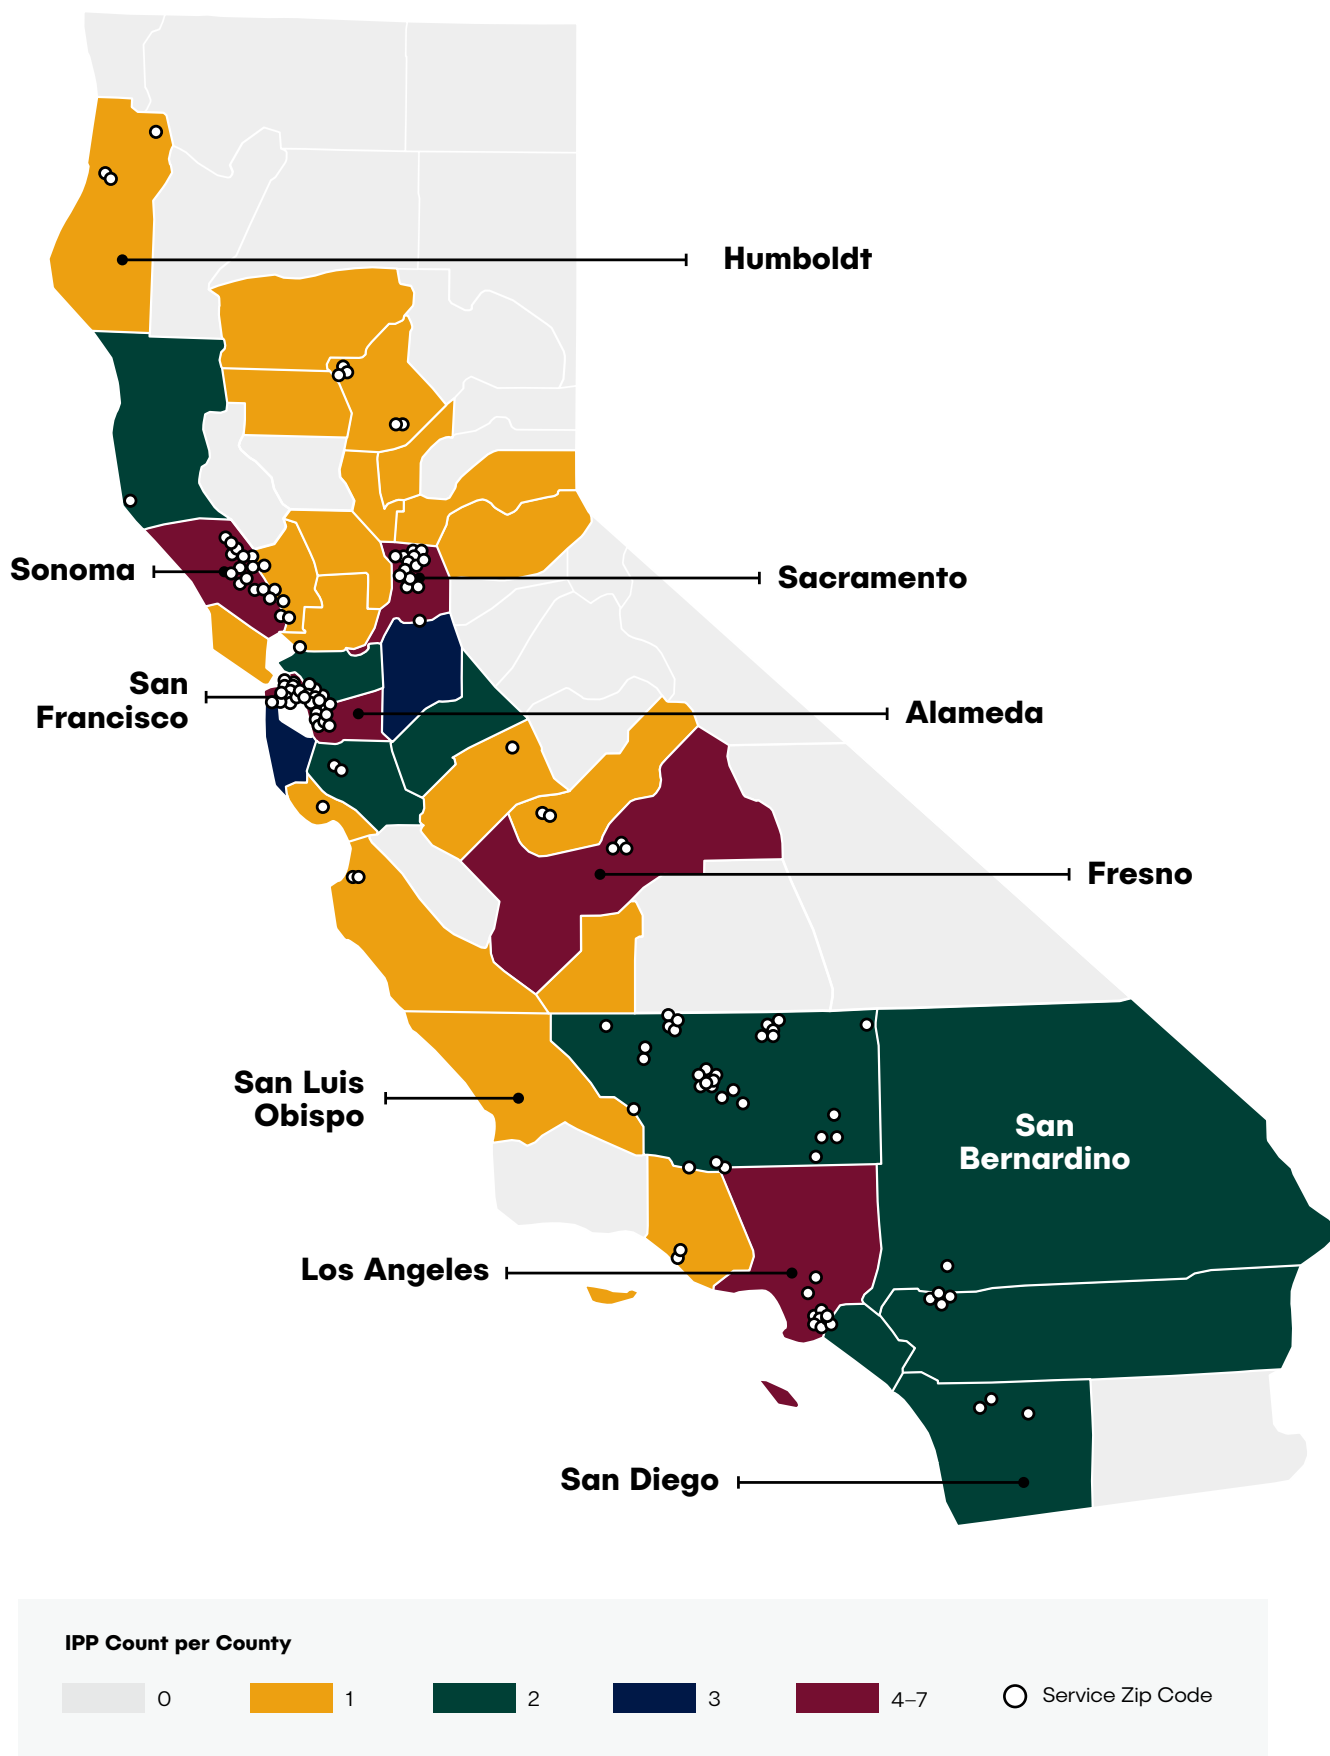 Humboldt
Sonoma
Sacramento
San
Francisco
Alameda
Fresno
San Luis
Obispo
San
Bernardino
Los Angeles
San Diego
IPP Count per County
0
1
2
3
4–7
Service Zip Code